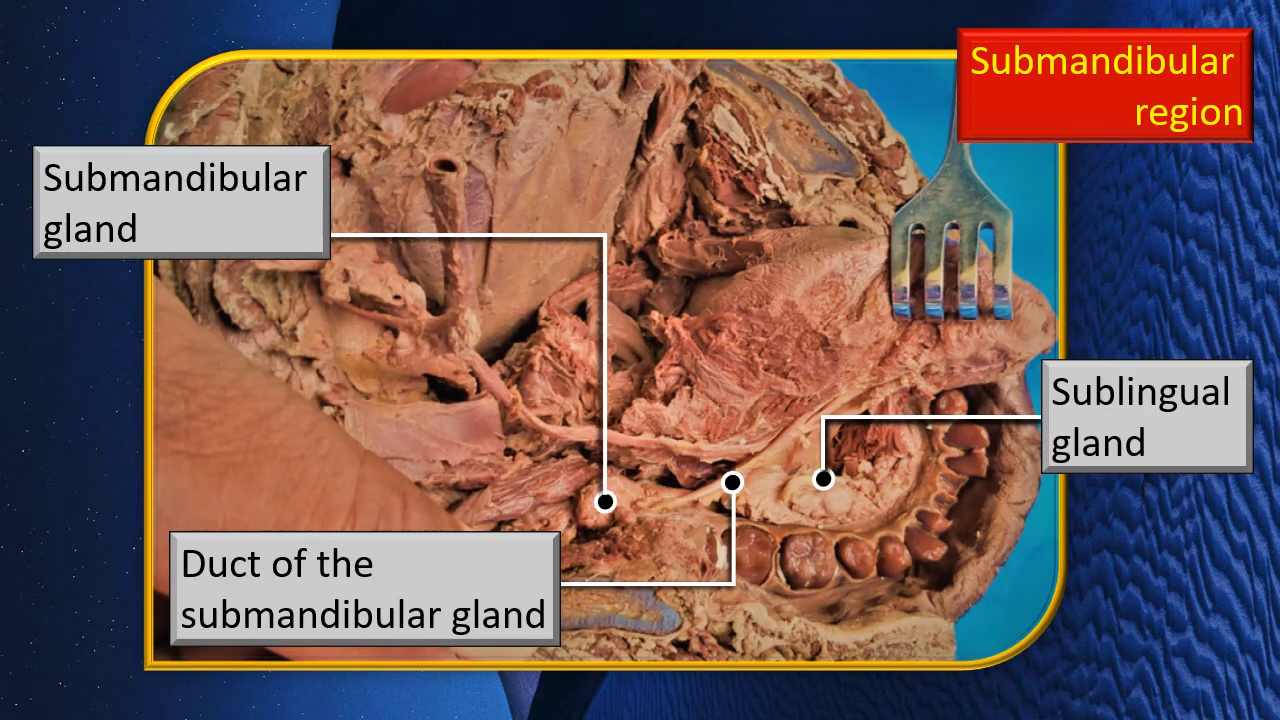 Submandibular
region
Submandibular
gland
Sublingual
gland
Duct of the
submandibular gland